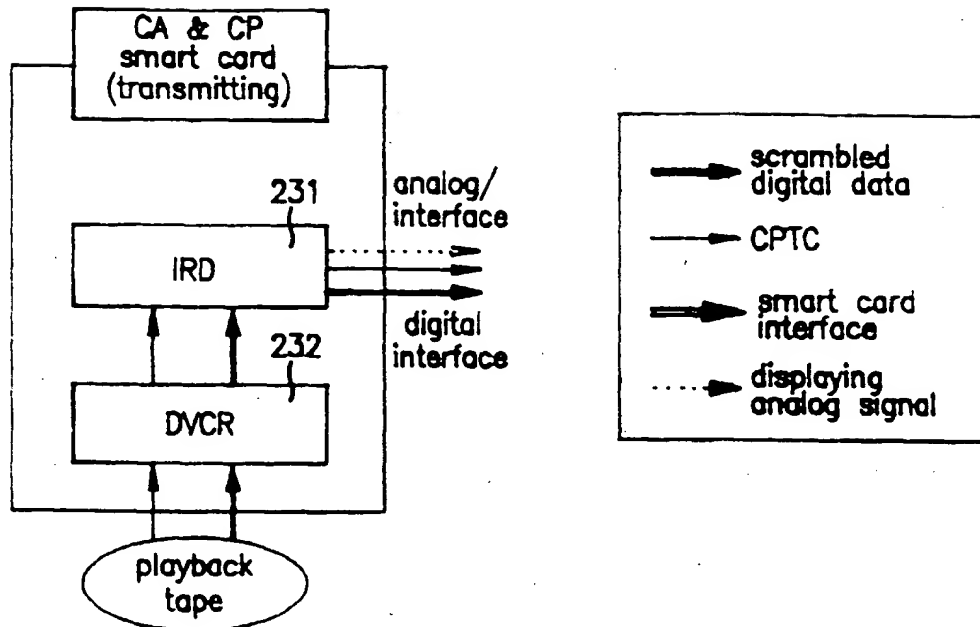 CA & CP
smart card
(transmitting)
231
analog/
interface
IRD
digital
interface
232
DVCR
playback
tape
scrambled
digital data
CPTC
smart card
interface
displaying
analog signal